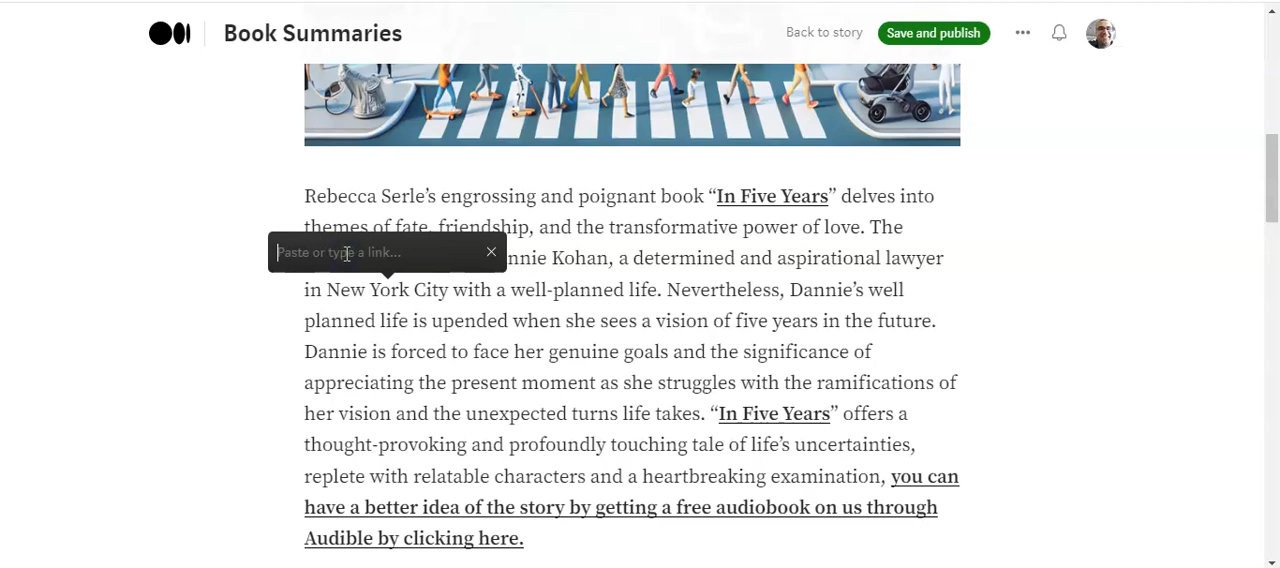 Book Summaries
Back to story
Save and publish
Rebecca Serle’s engrossing and poignant book “In Five Years” delves into
themes of fate, friendship, and the transformative power of love. The
Paste or type a link...
nnie Kohan, a determined and aspirational lawyer
in New York City with a well-planned life. Nevertheless, Dannie’s well
planned life is upended when she sees a vision of five years in the future.
Dannie is forced to face her genuine goals and the significance of
appreciating the present moment as she struggles with the ramifications of
her vision and the unexpected turns life takes. “In Five Years” offers a
thought-provoking and profoundly touching tale of life’s uncertainties,
replete with relatable characters and a heartbreaking examination, you can
have a better idea of the story by getting a free audiobook on us through
Audible by clicking here.